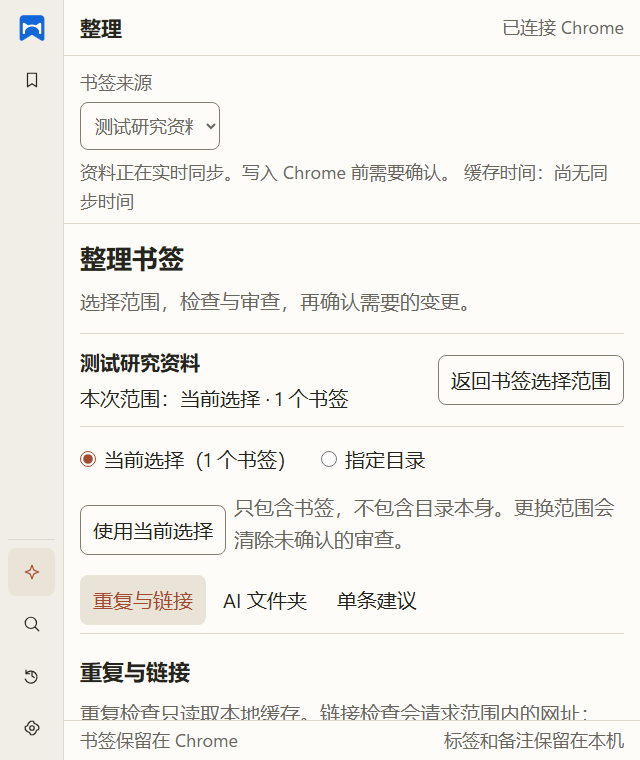 整理
已连接 Chrome
书签来源
测试研究资料
资料正在实时同步。写入 Chrome 前需要确认。 缓存时间：尚无同
步时间
整理书签
选择范围，检查与审查，再确认需要的变更。
测试研究资料
本次范围：当前选择 · 1 个书签
返回书签选择范围
当前选择（1 个书签）
指定目录
使用当前选择
只包含书签，不包含目录本身。更换范围会
清除未确认的审查。
重复与链接
AI 文件夹
单条建议
重复与链接
重复检查只读取本地缓存。链接检查会请求范围内的网址；
书签保留在 Chrome
标签和备注保留在本机